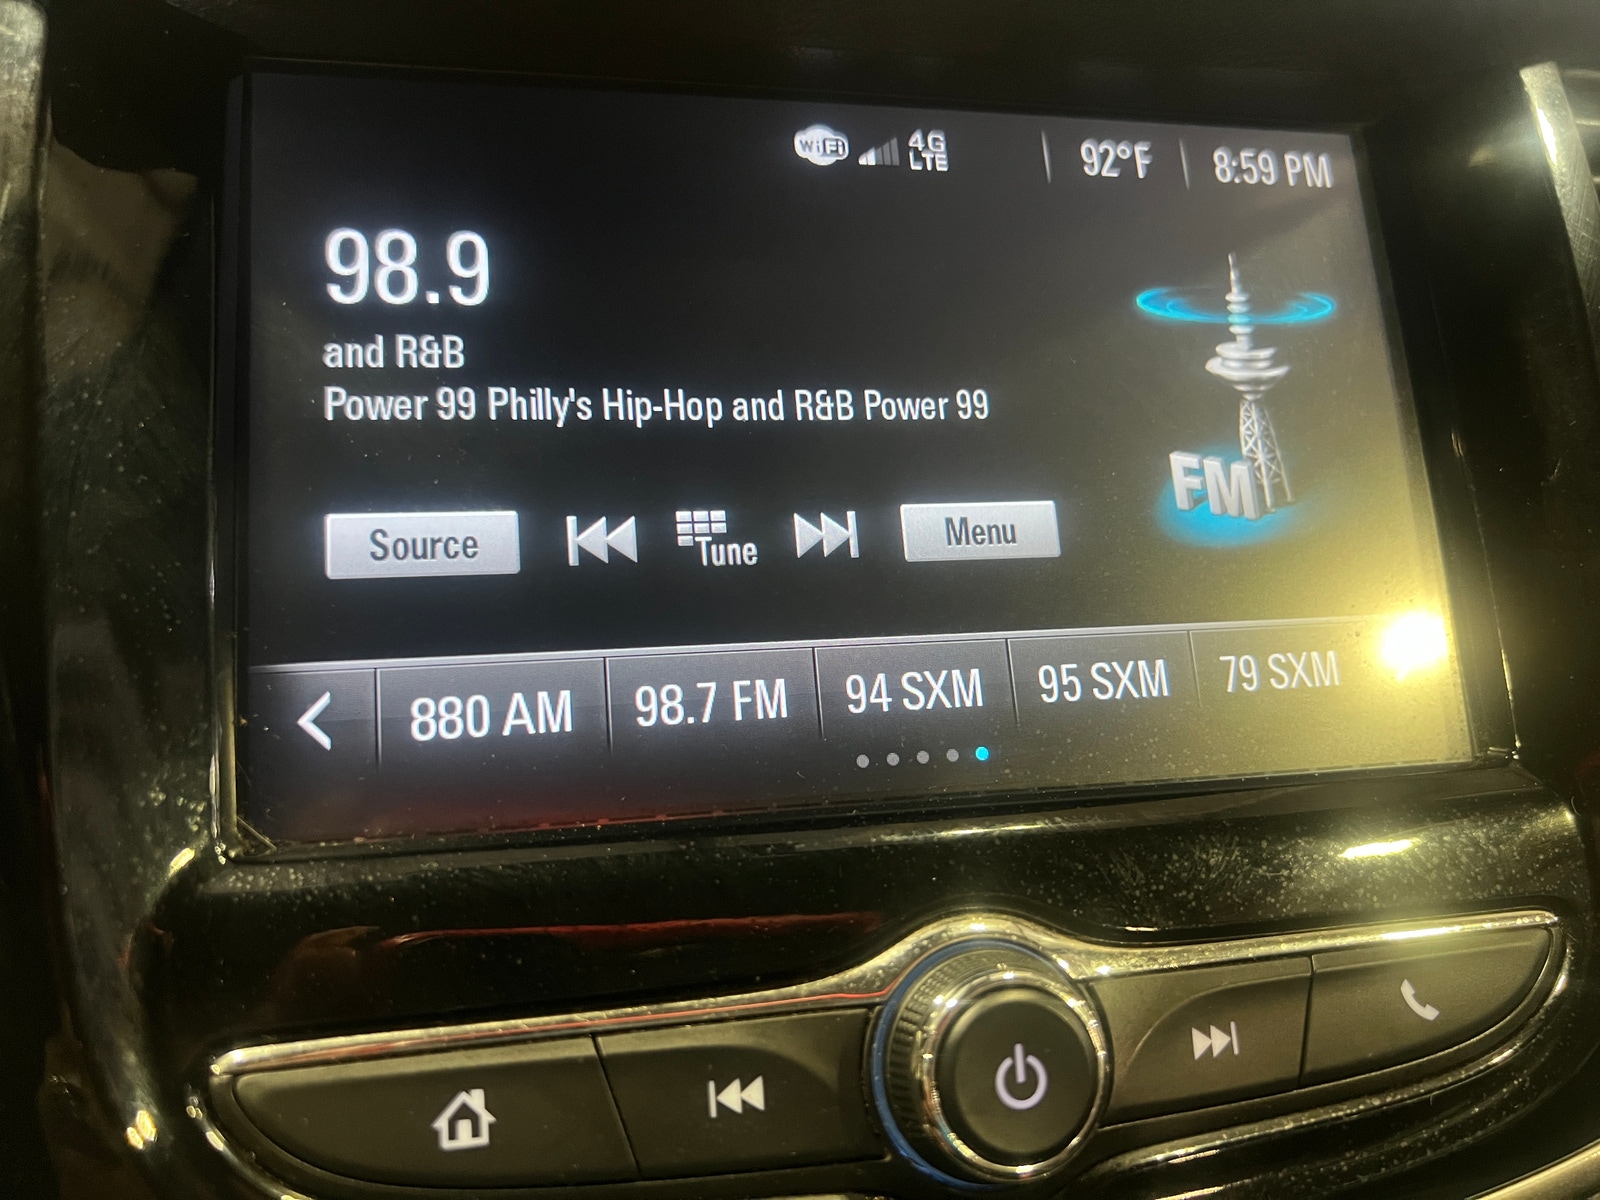 WiFi 4G LTE 92°F 8:59 PM
98.9
and R&B
Power 99 Philly's Hip-Hop and R&B Power 99
FM
Source Tune Menu
880 AM 98.7 FM 94 SXM 95 SXM 79 SXM